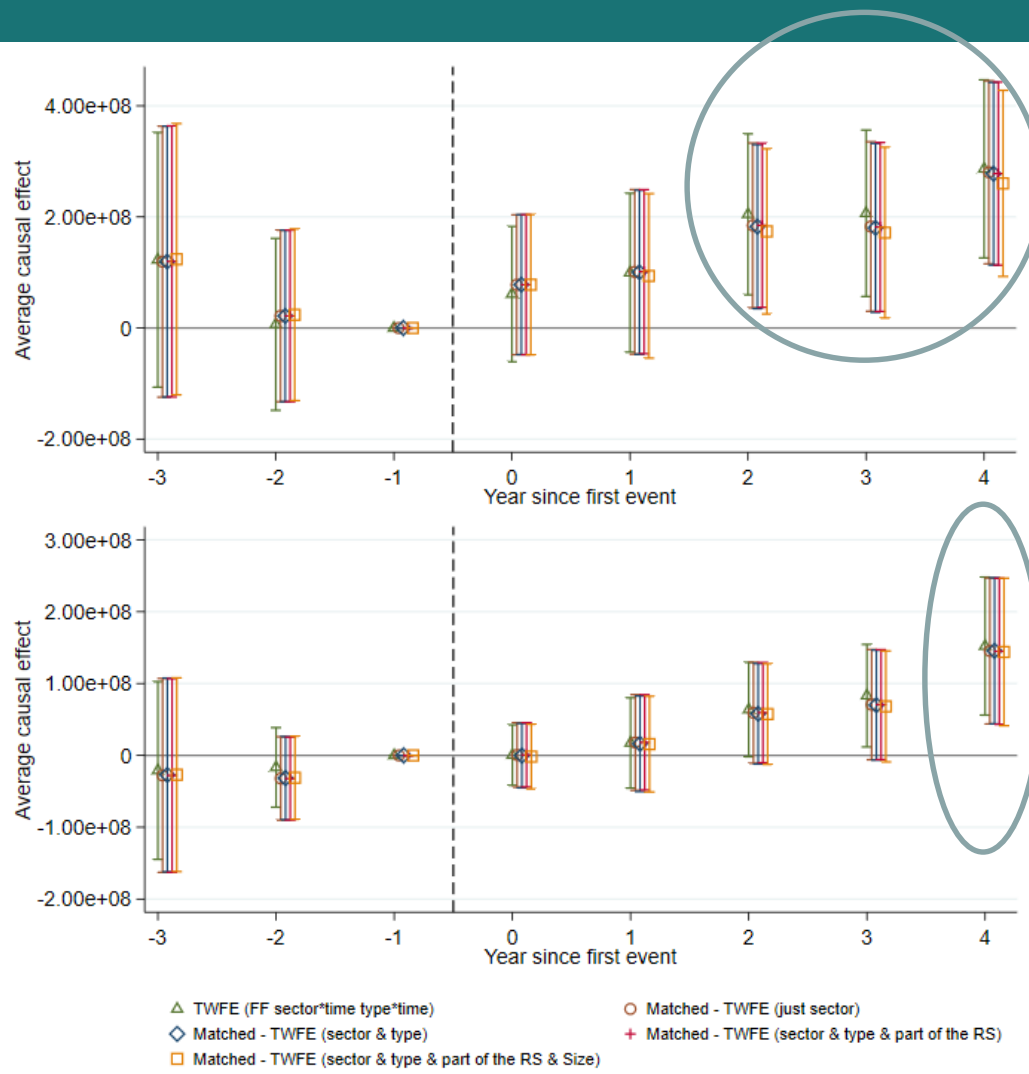 Average causal effect
4.00e+08
2.00e+08
0
-2.00e+08
-3 -2 -1 0 1 2 3 4
Year since first event
Average causal effect
3.00e+08
2.00e+08
1.00e+08
0
-1.00e+08
-2.00e+08
-3 -2 -1 0 1 2 3 4
Year since first event
TWFE (FF sector*time type*time)
Matched - TWFE (just sector)
Matched - TWFE (sector & type)
Matched - TWFE (sector & type & part of the RS)
Matched - TWFE (sector & type & part of the RS & Size)